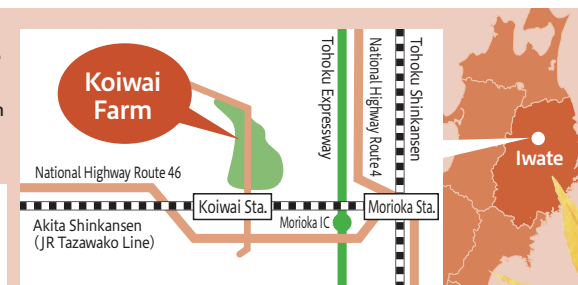 Koiwai
Farm
Tohoku Expressway
National Highway Route 4
Tohoku Shinkansen
Iwate
National Highway Route 46
Koiwai Sta.
Morioka IC
Morioka Sta.
Akita Shinkansen
(JR Tazawako Line)